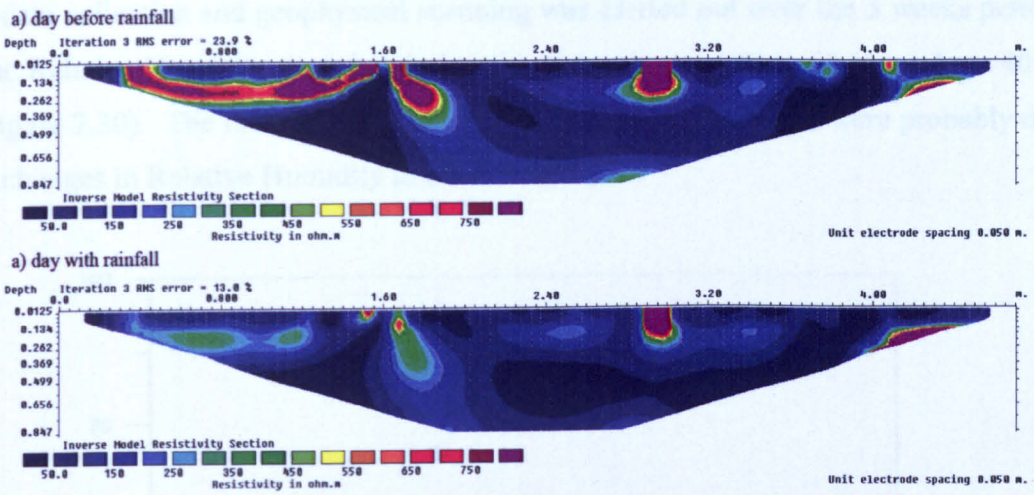 a) day before rainfall
Depth Iteration 3 RMS error = 23.9 %
0.0 0.800 1.60 2.40 3.20 4.00 m.
0.0125
0.134
0.262
0.369
0.499
0.656
0.847
Inverse Model Resistivity Section
50.0 150 250 350 450 550 650 750
Resistivity in ohm.m
Unit electrode spacing 0.050 m.
a) day with rainfall
Depth Iteration 3 RMS error = 13.0 %
0.0 0.800 1.60 2.40 3.20 4.00 m.
0.0125
0.134
0.262
0.369
0.499
0.656
0.847
Inverse Model Resistivity Section
50.0 150 250 350 450 550 650 750
Resistivity in ohm.m
Unit electrode spacing 0.050 m.